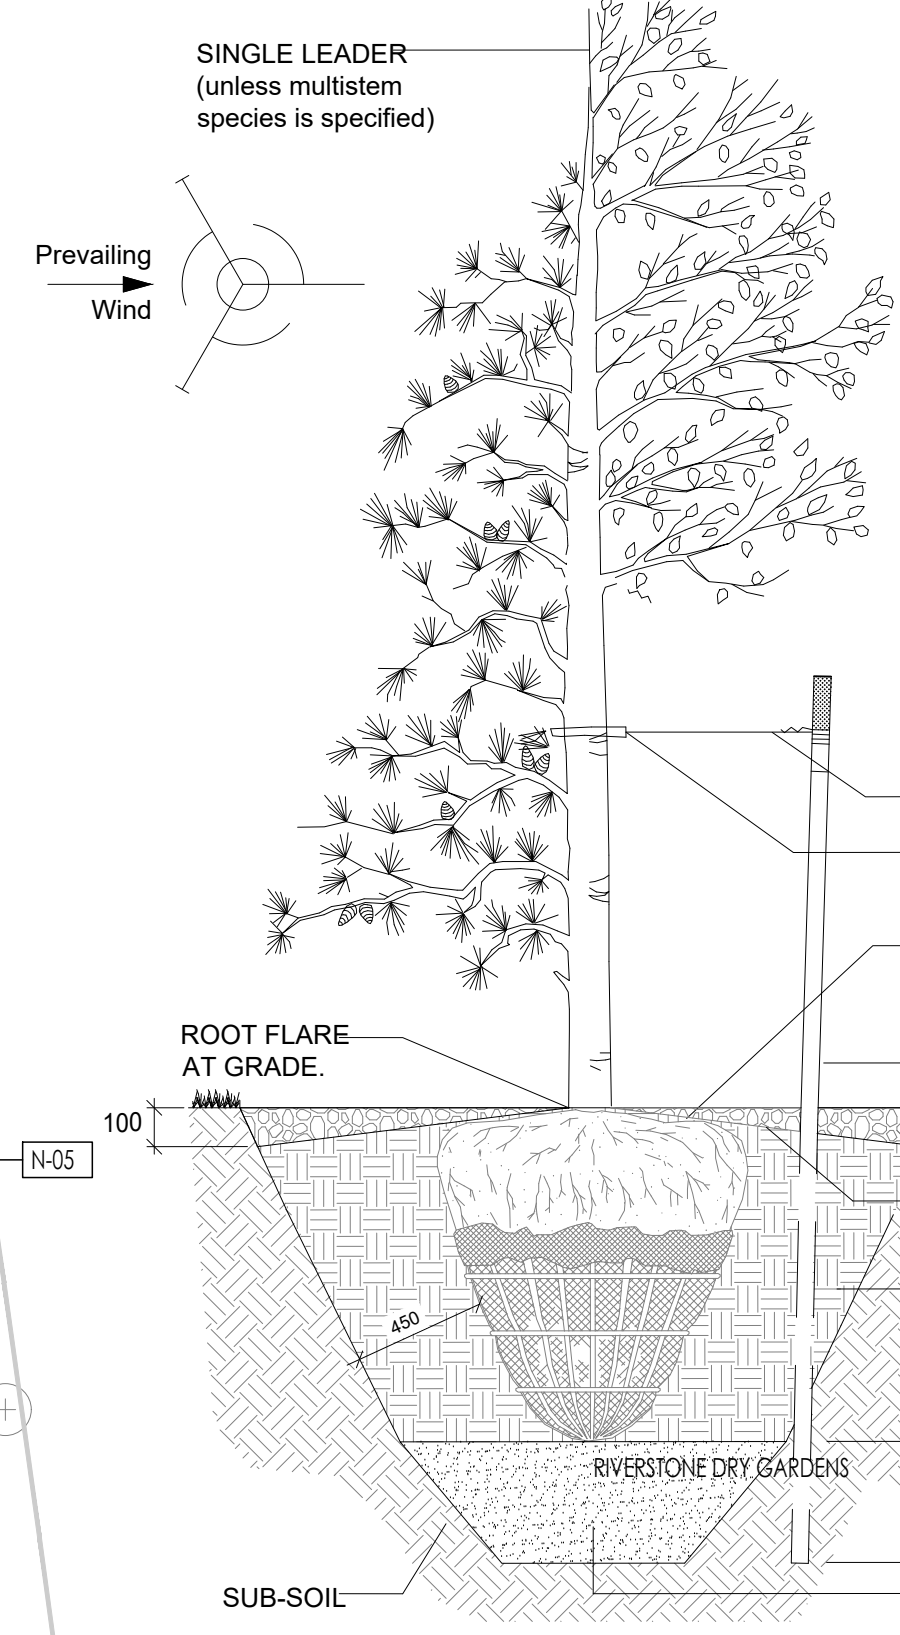 SINGLE LEADER
(unless multistem
species is specified)
Prevailing
Wind
ROOT FLARE
AT GRADE.
100
N-05
450
RIVERSTONE DRY GARDENS
SUB-SOIL